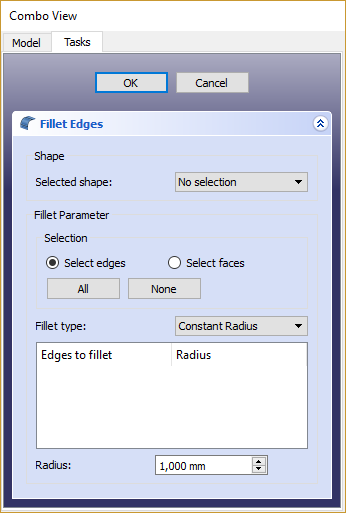 Combo View
Model Tasks
OK Cancel
Fillet Edges
Shape
Selected shape: No selection
Fillet Parameter
Selection
Select edges Select faces
All None
Fillet type: Constant Radius
Edges to fillet Radius
Radius: 1,000 mm